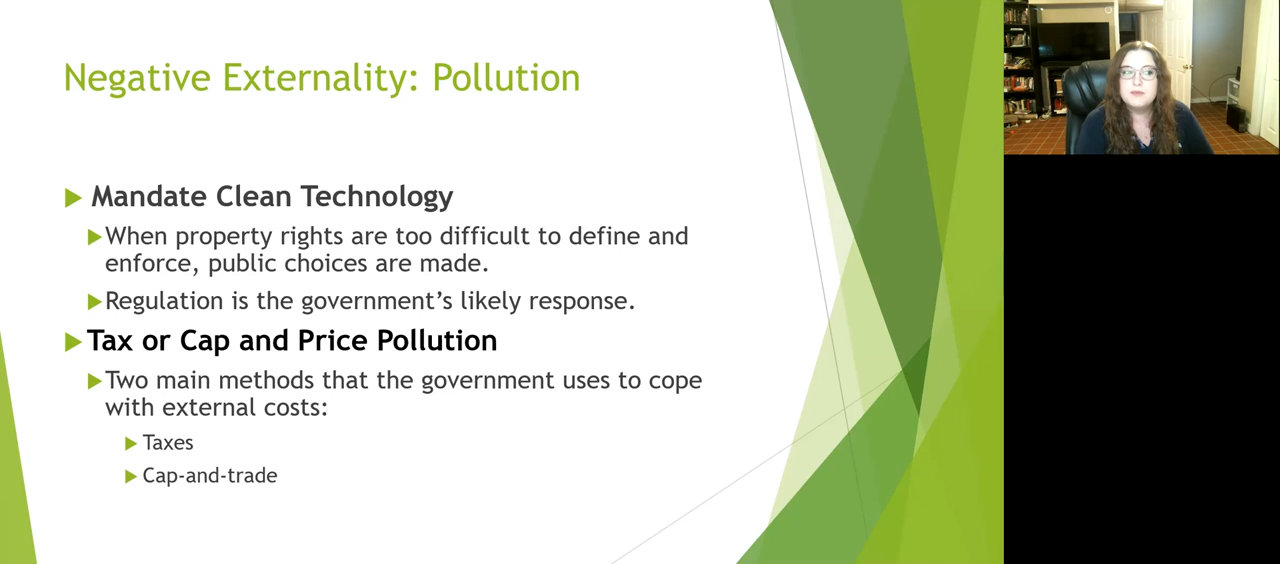 Negative Externality: Pollution
Mandate Clean Technology
When property rights are too difficult to define and
enforce, public choices are made.
Regulation is the government’s likely response.
Tax or Cap and Price Pollution
Two main methods that the government uses to cope
with external costs:
Taxes
Cap-and-trade